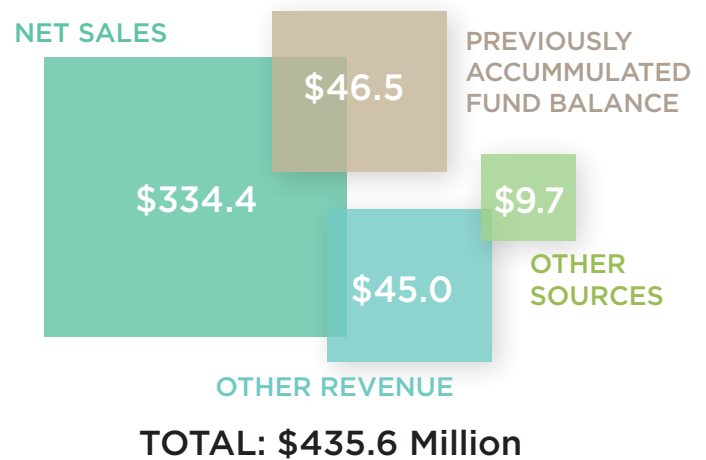 NET SALES
$334.4
$46.5
PREVIOUSLY
ACCUMMULATED
FUND BALANCE
$9.7
OTHER
SOURCES
$45.0
OTHER REVENUE
TOTAL: $435.6 Million